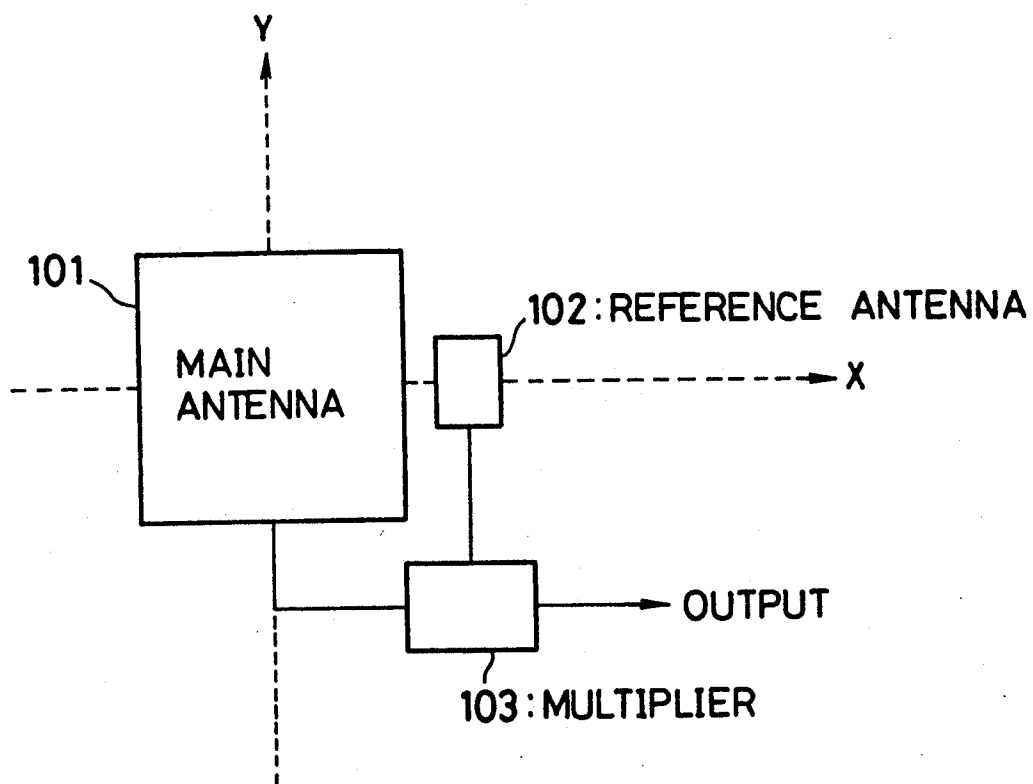 Y
101
102:REFERENCE ANTENNA
MAIN
ANTENNA
X
OUTPUT
103:MULTIPLIER